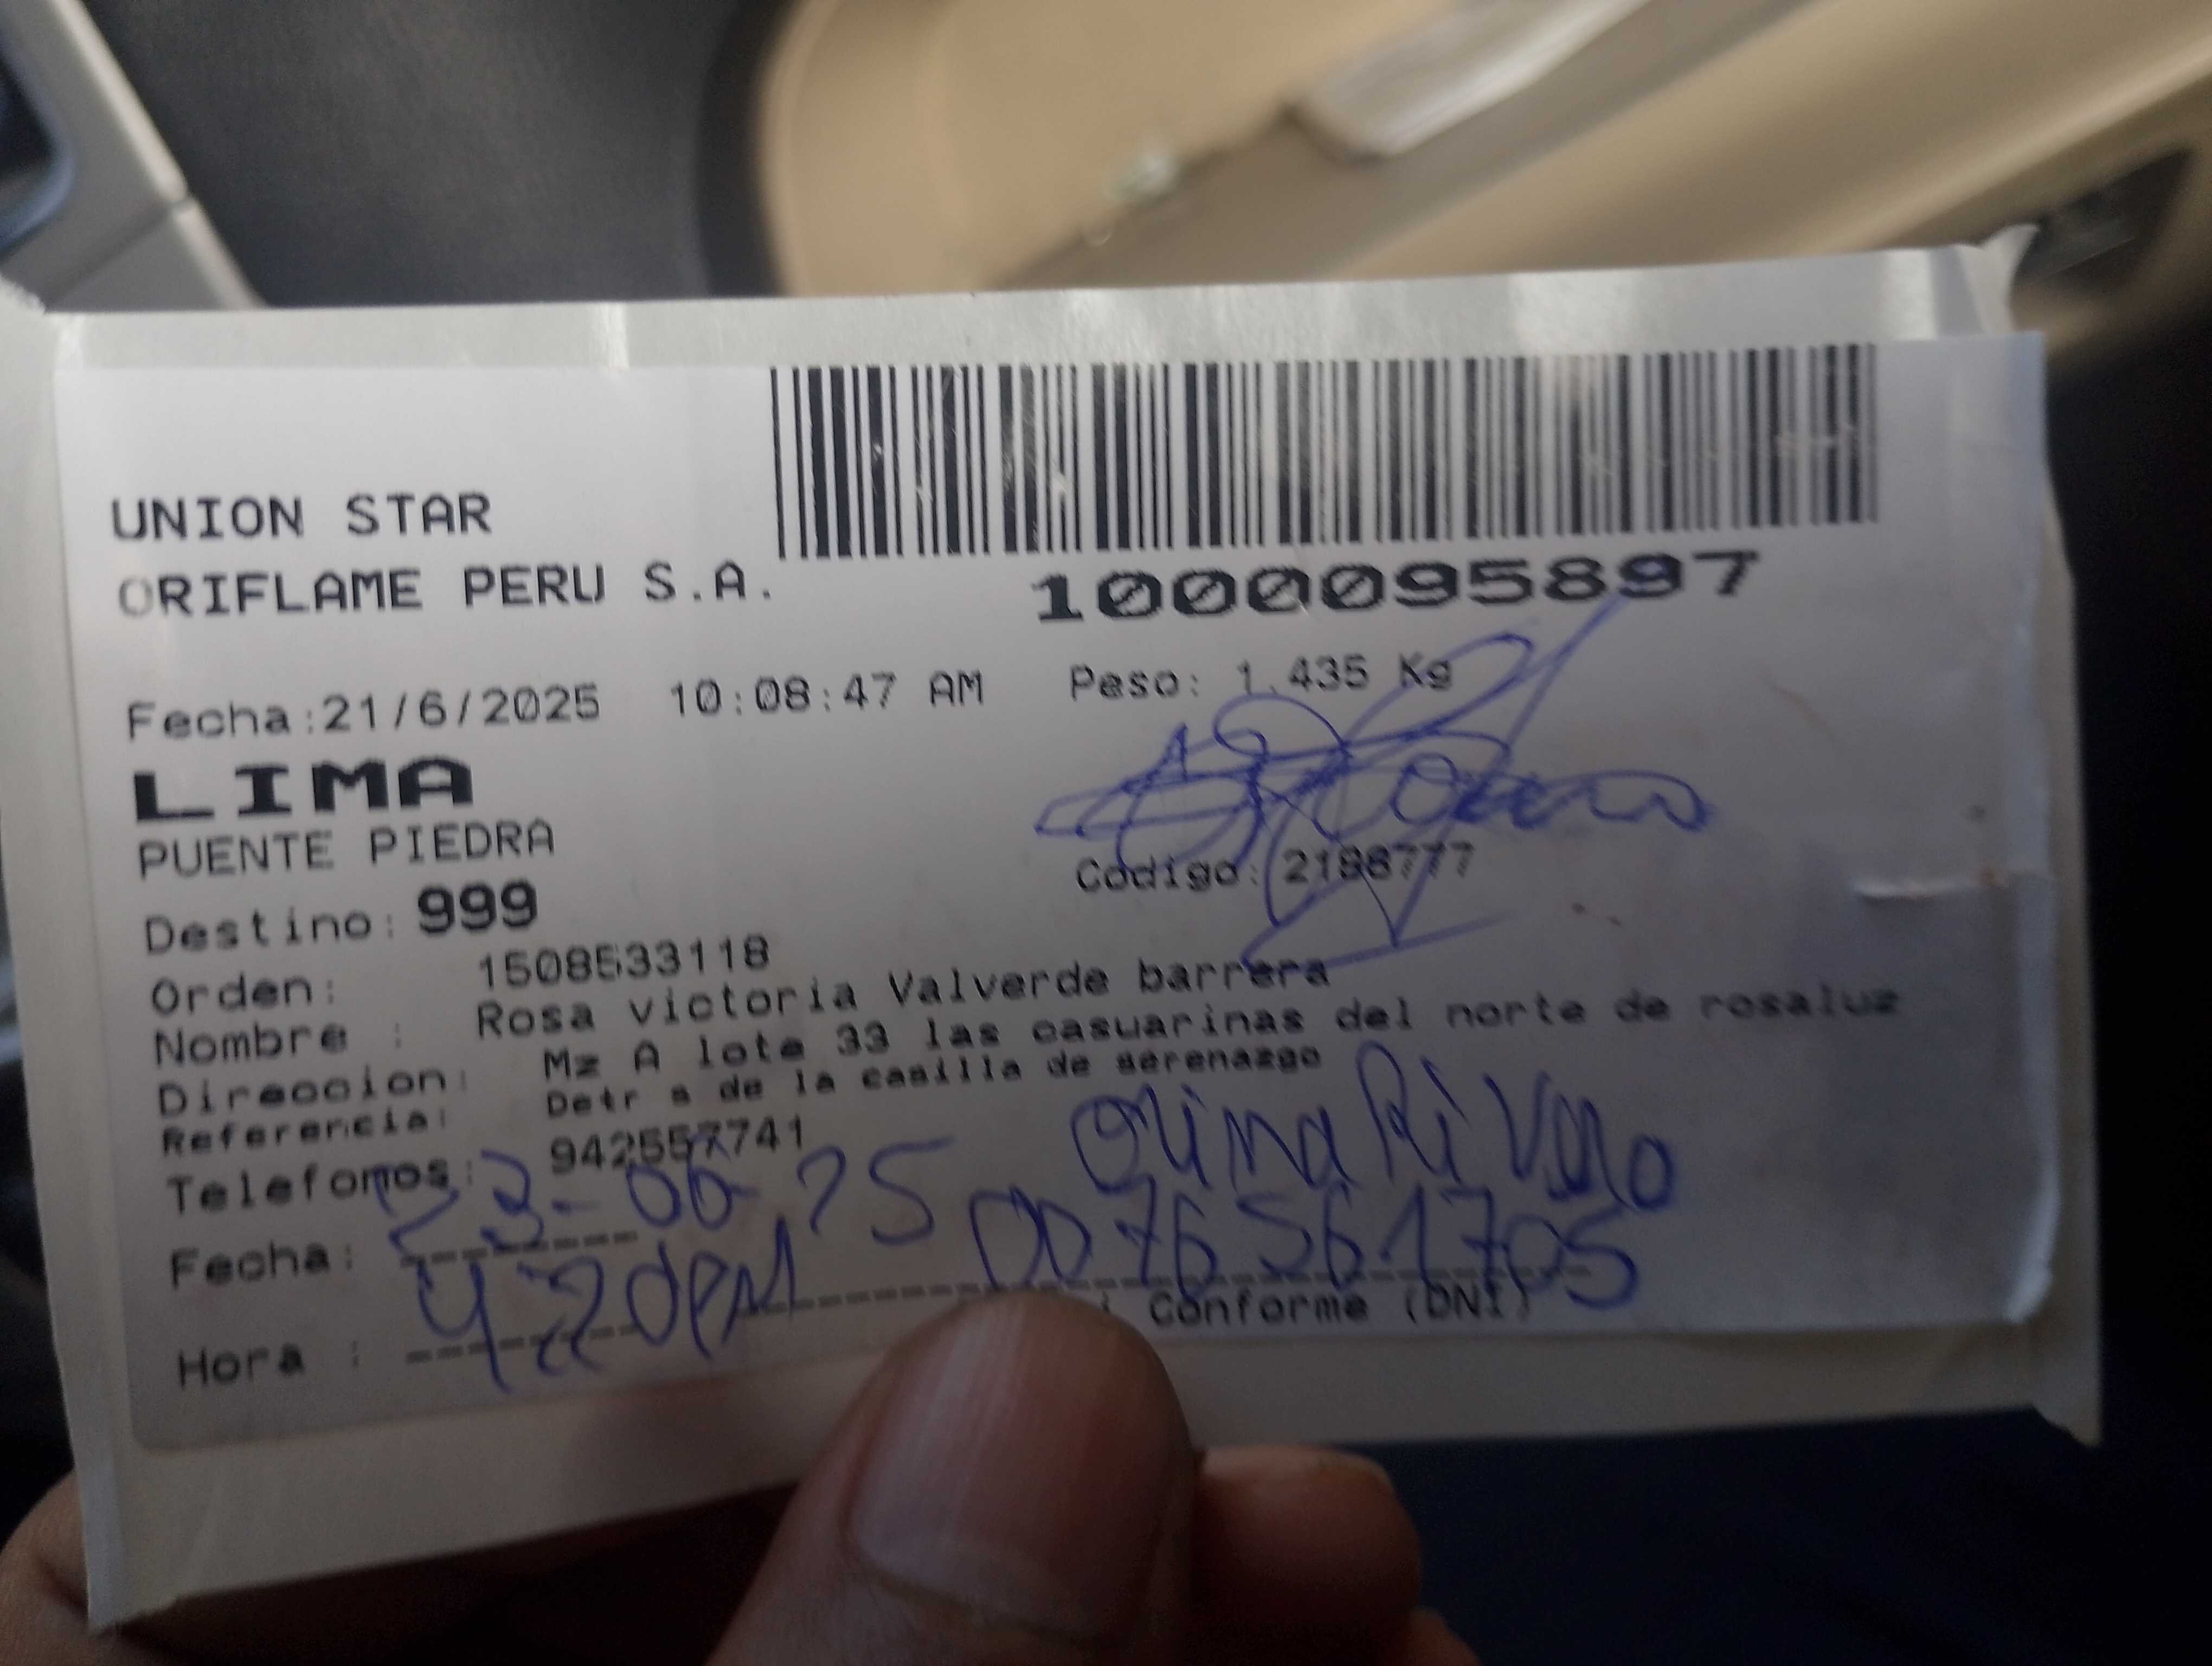 UNION STAR
ORIFLAME PERU S.A.
1000095897
Fecha:21/6/2025 10:08:47 AM Peso: 1.435 Kg
LIMA
PUENTE PIEDRA
Codigo: 2186777
Destino: 999
Orden: 1508533118
Nombre : Rosa victoria Valverde barrera
Direccion: Mz A lote 33 las casuarinas del norte de rosaluz
Referencia: Detr s de la casilla de serenazgo
Telefonos: 942557741
Fecha: 23-06-25
Hora : 4:20PM
Conforme (DNI)